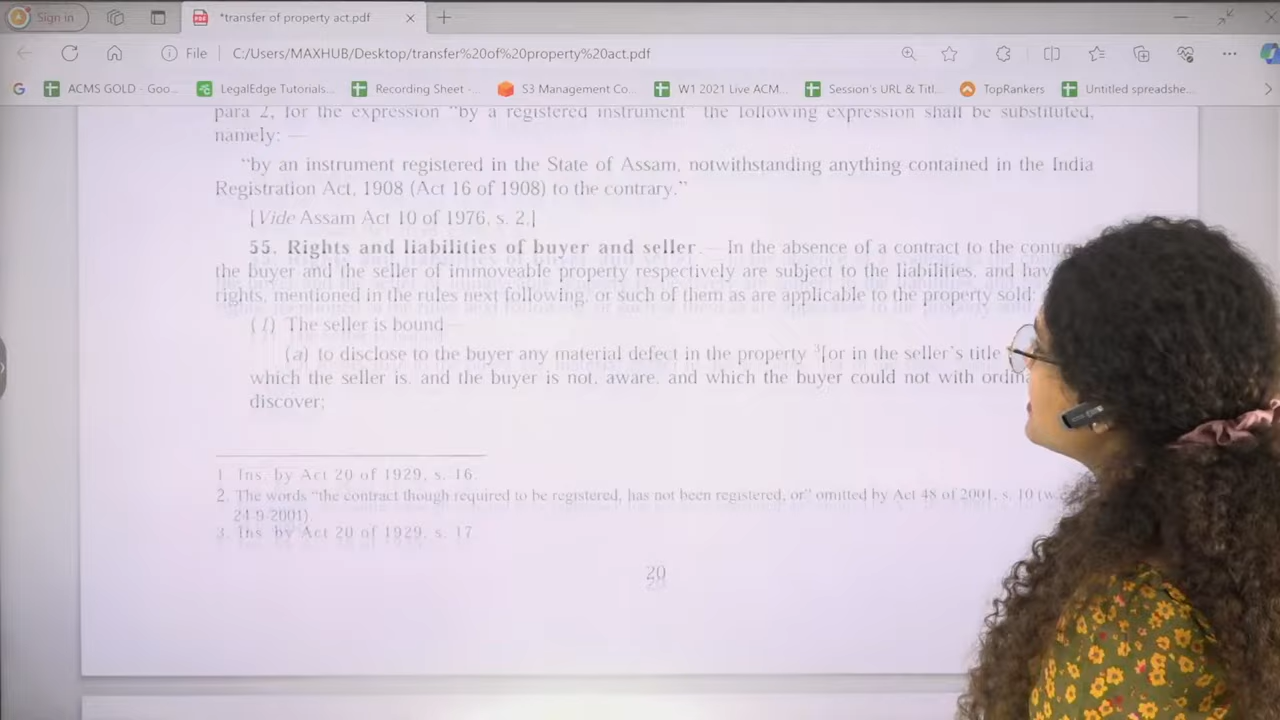 Sign in
*transfer of property act.pdf
File
C:/Users/MAXHUB/Desktop/transfer%20of%20property%20act.pdf
ACMS GOLD - Goo...
LegalEdge Tutorials...
Recording Sheet -...
S3 Management Co...
W1 2021 Live ACM...
Session's URL & Titl...
TopRankers
Untitled spreadshe...
para 2, for the expression "by a registered instrument" the following expression shall be substituted,
namely: —
"by an instrument registered in the State of Assam, notwithstanding anything contained in the India
Registration Act, 1908 (Act 16 of 1908) to the contrary."
[Vide Assam Act 10 of 1976, s. 2.]
55. Rights and liabilities of buyer and seller. — In the absence of a contract to the
the buyer and the seller of immoveable property respectively are subject to the liabilities, and
rights, mentioned in the rules next following, or such of them as are applicable to the property sold:
(1) The seller is bound—
(a) to disclose to the buyer any material defect in the property ³[or in the seller's title
which the seller is, and the buyer is not, aware, and which the buyer could not with
discover;
1. Ins. by Act 20 of 1929, s. 16.
2. The words "the contract though required to be registered, has not been registered, or" omitted by Act 48 of 2001, s. 10
24-9-2001)
3. Ins. by Act 20 of 1929, s. 17
20